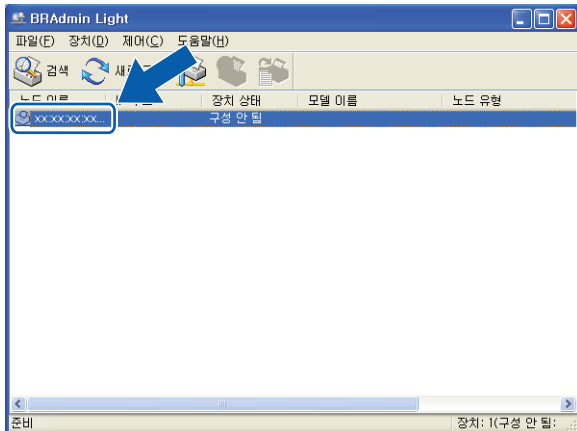 BRAdmin Light
파일(F) 장치(D) 제어(C) 도움말(H)
검색
장치 상태 모델 이름 노드 유형
xx:xx:xx:xx... 구성 안 됨
준비 장치: 1(구성 안 됨: